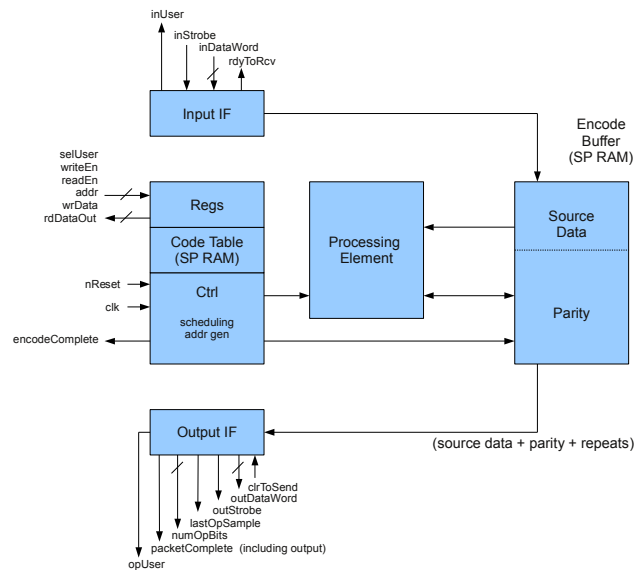 inUser
inStrobe
inDataWord
rdyToRcv
Input IF
Encode
Buffer
(SP RAM)
selUser
writeEn
readEn
addr
wrData
rdDataOut
Regs
Code Table
(SP RAM)
Ctrl
scheduling
addr gen
nReset
clk
encodeComplete
Processing
Element
Source
Data
Parity
Output IF
(source data + parity + repeats)
clrToSend
outDataWord
outStrobe
lastOpSample
numOpBits
packetComplete (including output)
opUser